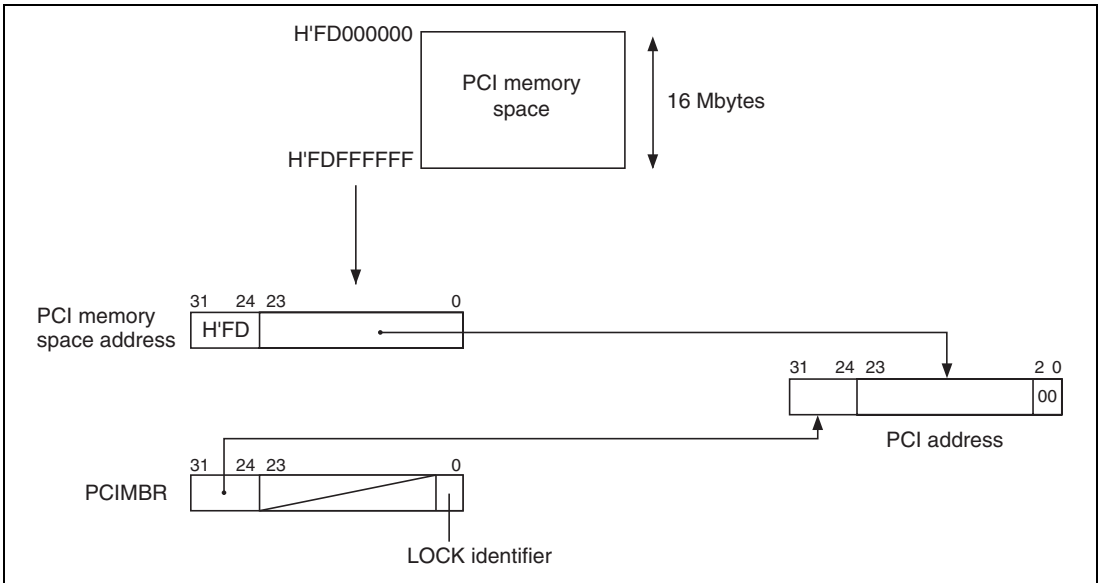 H'FD000000
PCI memory
space
16 Mbytes
H'FDFFFFFF
31 24 23 0
PCI memory
space address
H'FD
31 24 23 2 0
00
PCI address
31 24 23 0
PCIMBR
LOCK identifier